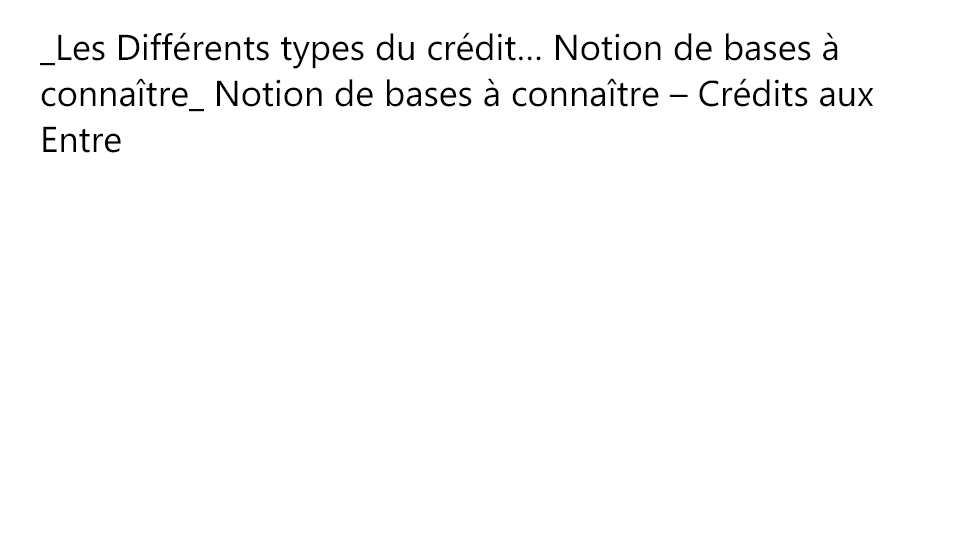 _Les Différents types du crédit... Notion de bases à
connaître_ Notion de bases à connaître – Crédits aux
Entre